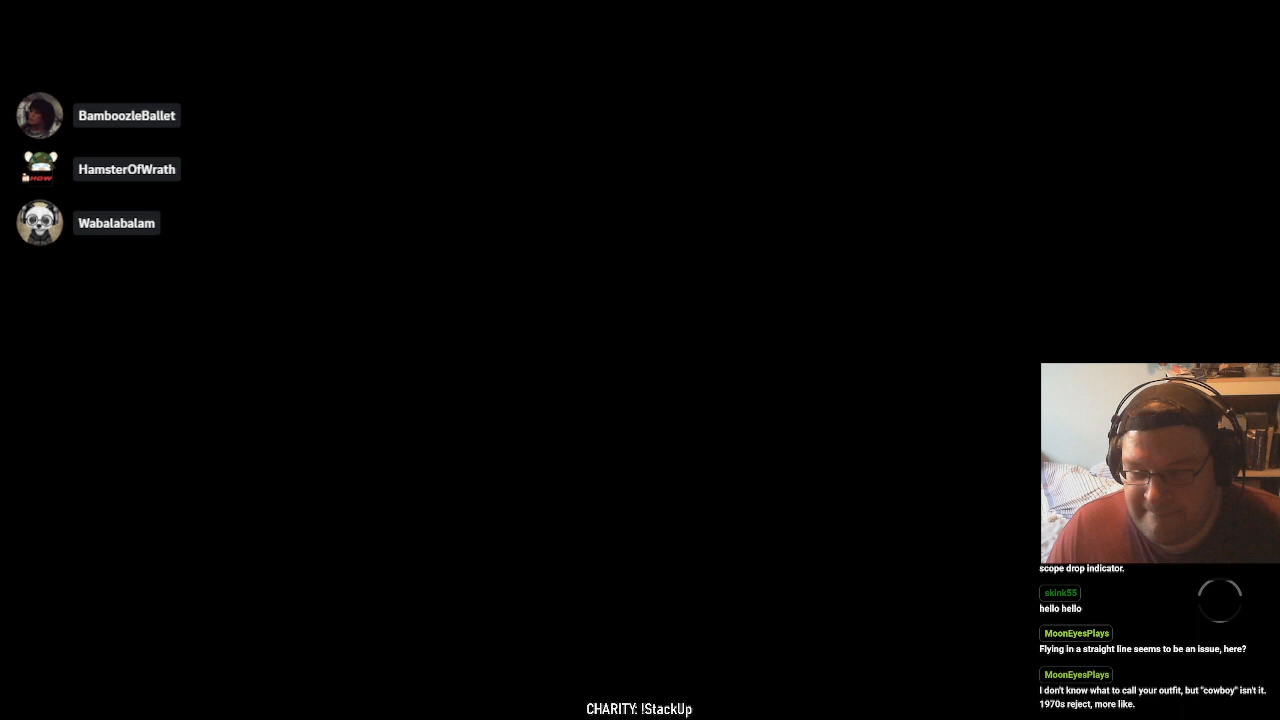 BamboozleBallet
HamsterOfWrath
HOW
Wabalabalam
scope drop indicator.
skink55
hello hello
MoonEyesPlays
Flying in a straight line seems to be an issue, here?
MoonEyesPlays
I don't know what to call your outfit, but "cowboy" isn't it.
1970s reject, more like.
CHARITY: !StackUp